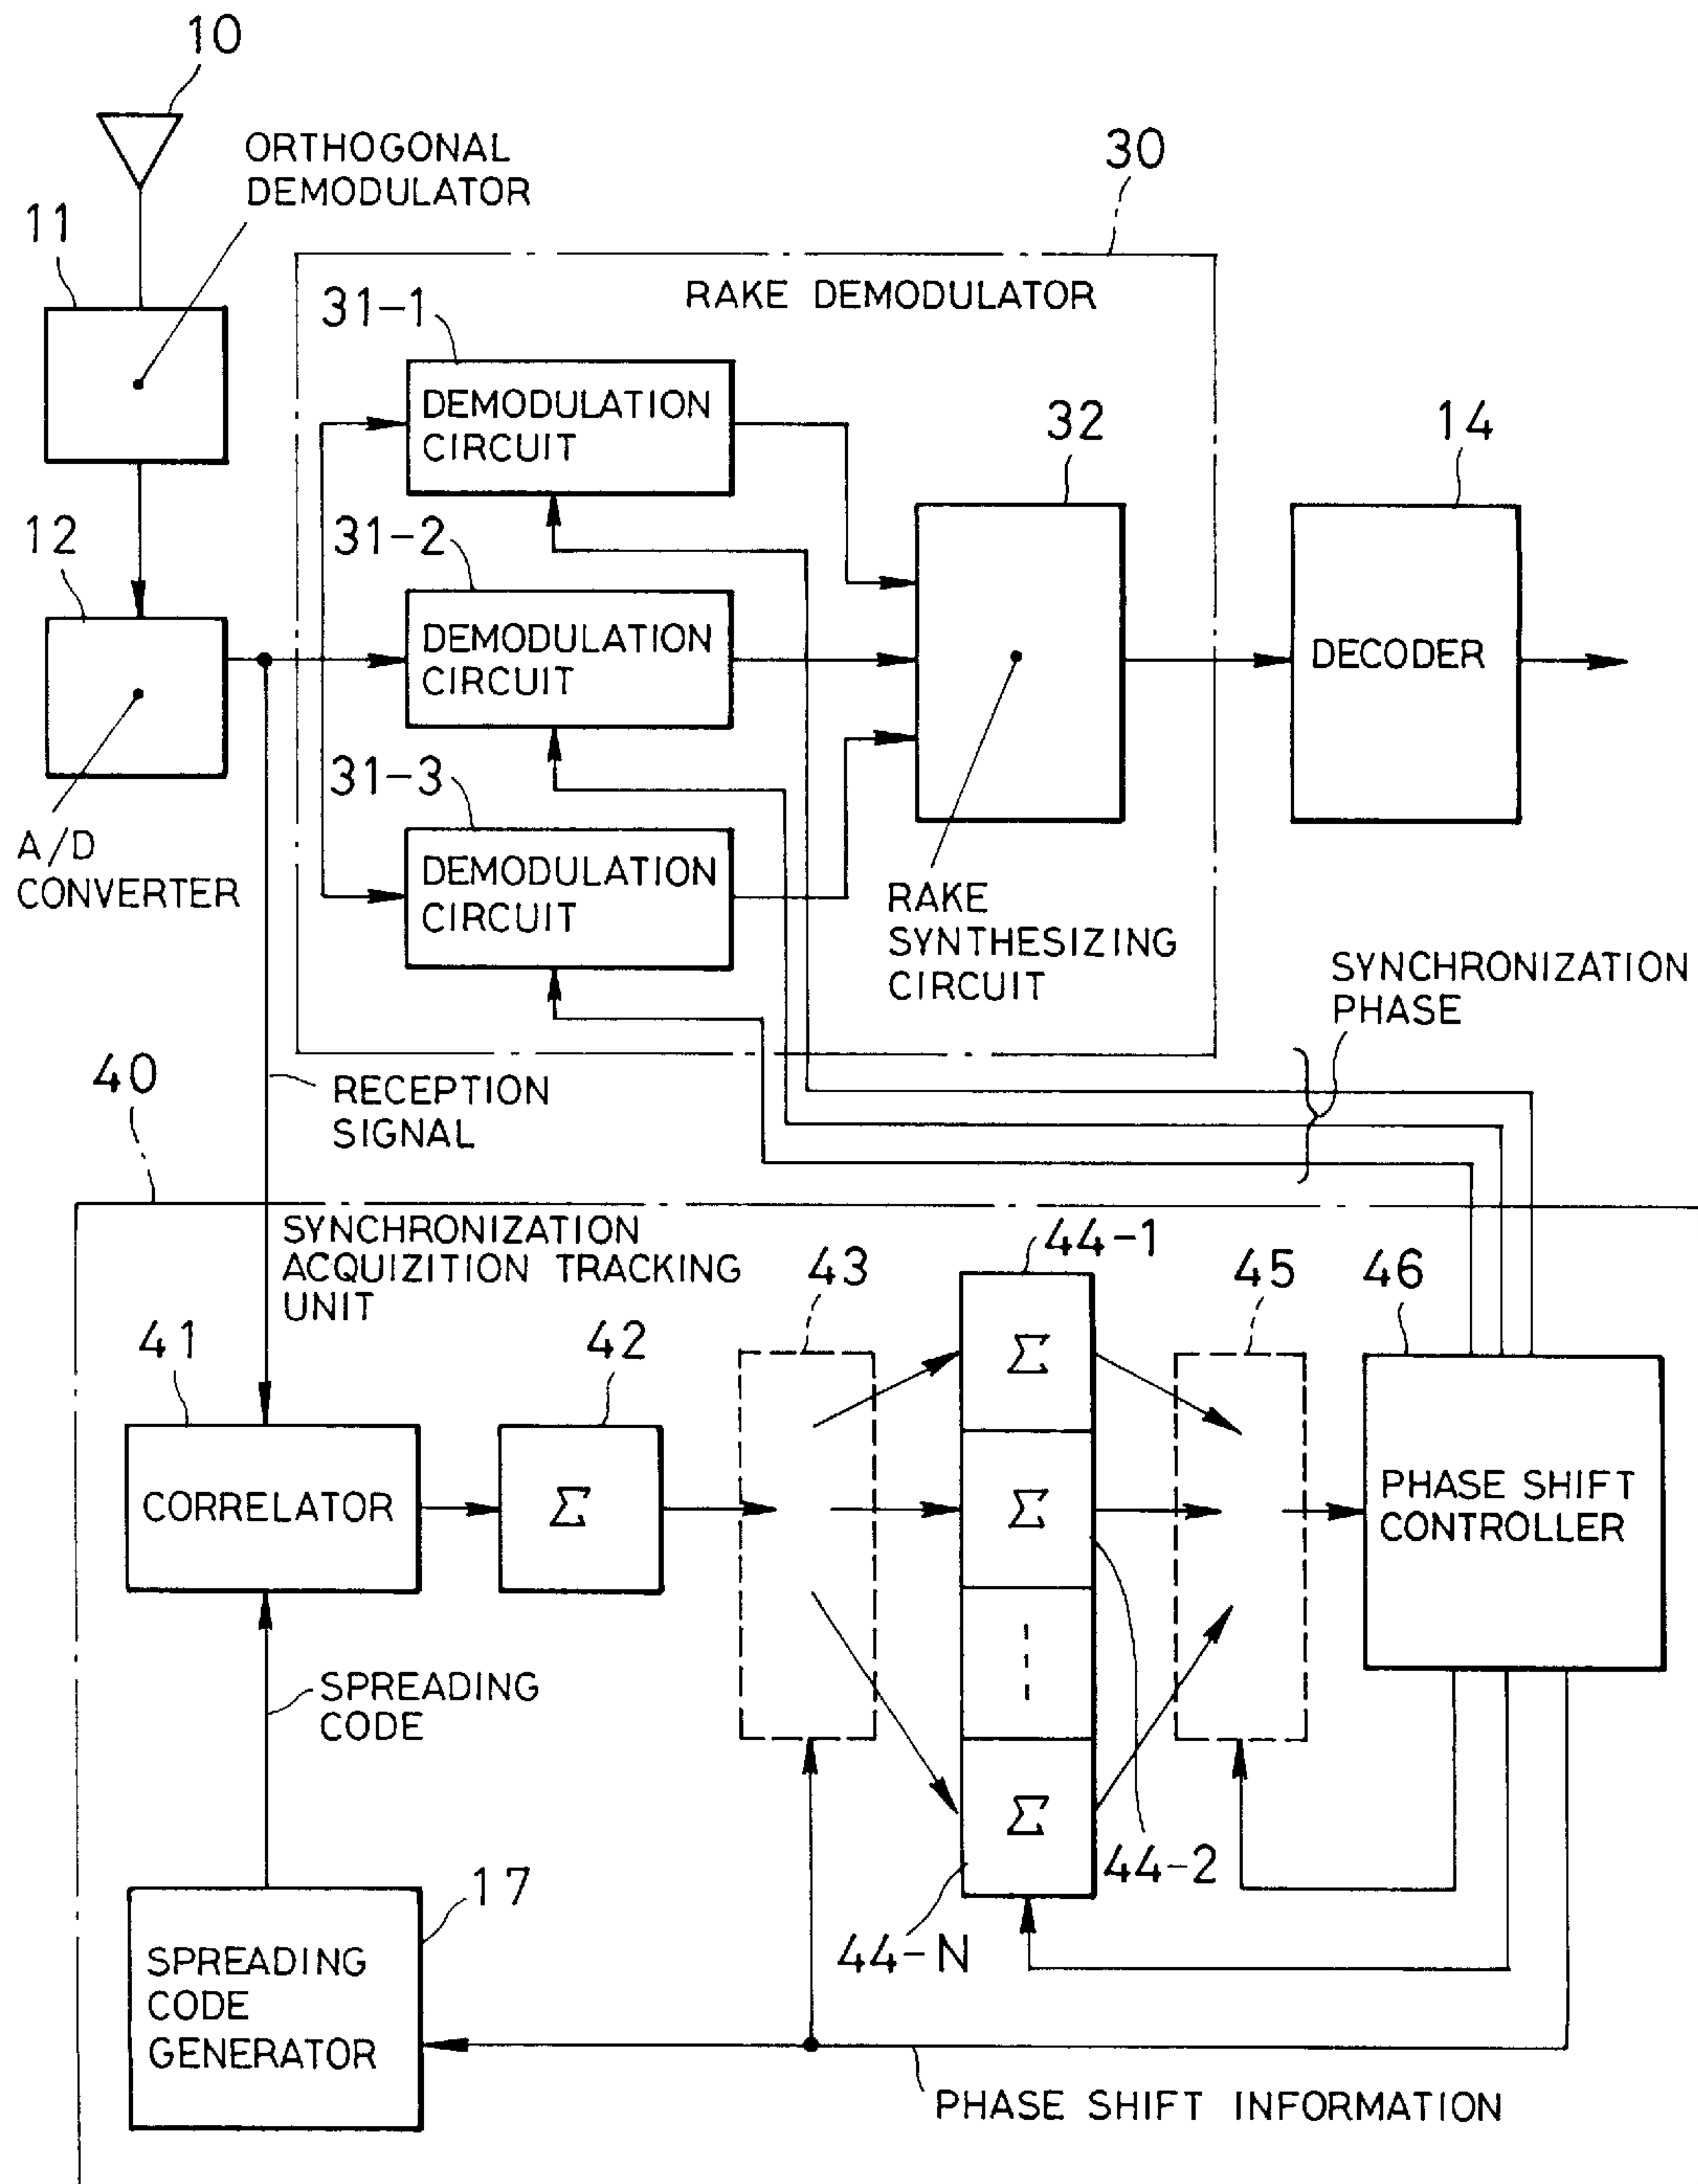 10
ORTHOGONAL
DEMODULATOR
30
11
RAKE DEMODULATOR
31-1
DEMODULATION
CIRCUIT
32
14
12
31-2
DEMODULATION
CIRCUIT
DECODER
31-3
A/D
CONVERTER
DEMODULATION
CIRCUIT
RAKE
SYNTHESIZING
CIRCUIT
SYNCHRONIZATION
PHASE
40
RECEPTION
SIGNAL
SYNCHRONIZATION
ACQUIZITION TRACKING
UNIT
43
44-1
45
46
41
42
Σ
CORRELATOR
Σ
Σ
PHASE SHIFT
CONTROLLER
SPREADING
CODE
Σ
44-2
17
44-N
SPREADING
CODE
GENERATOR
PHASE SHIFT INFORMATION